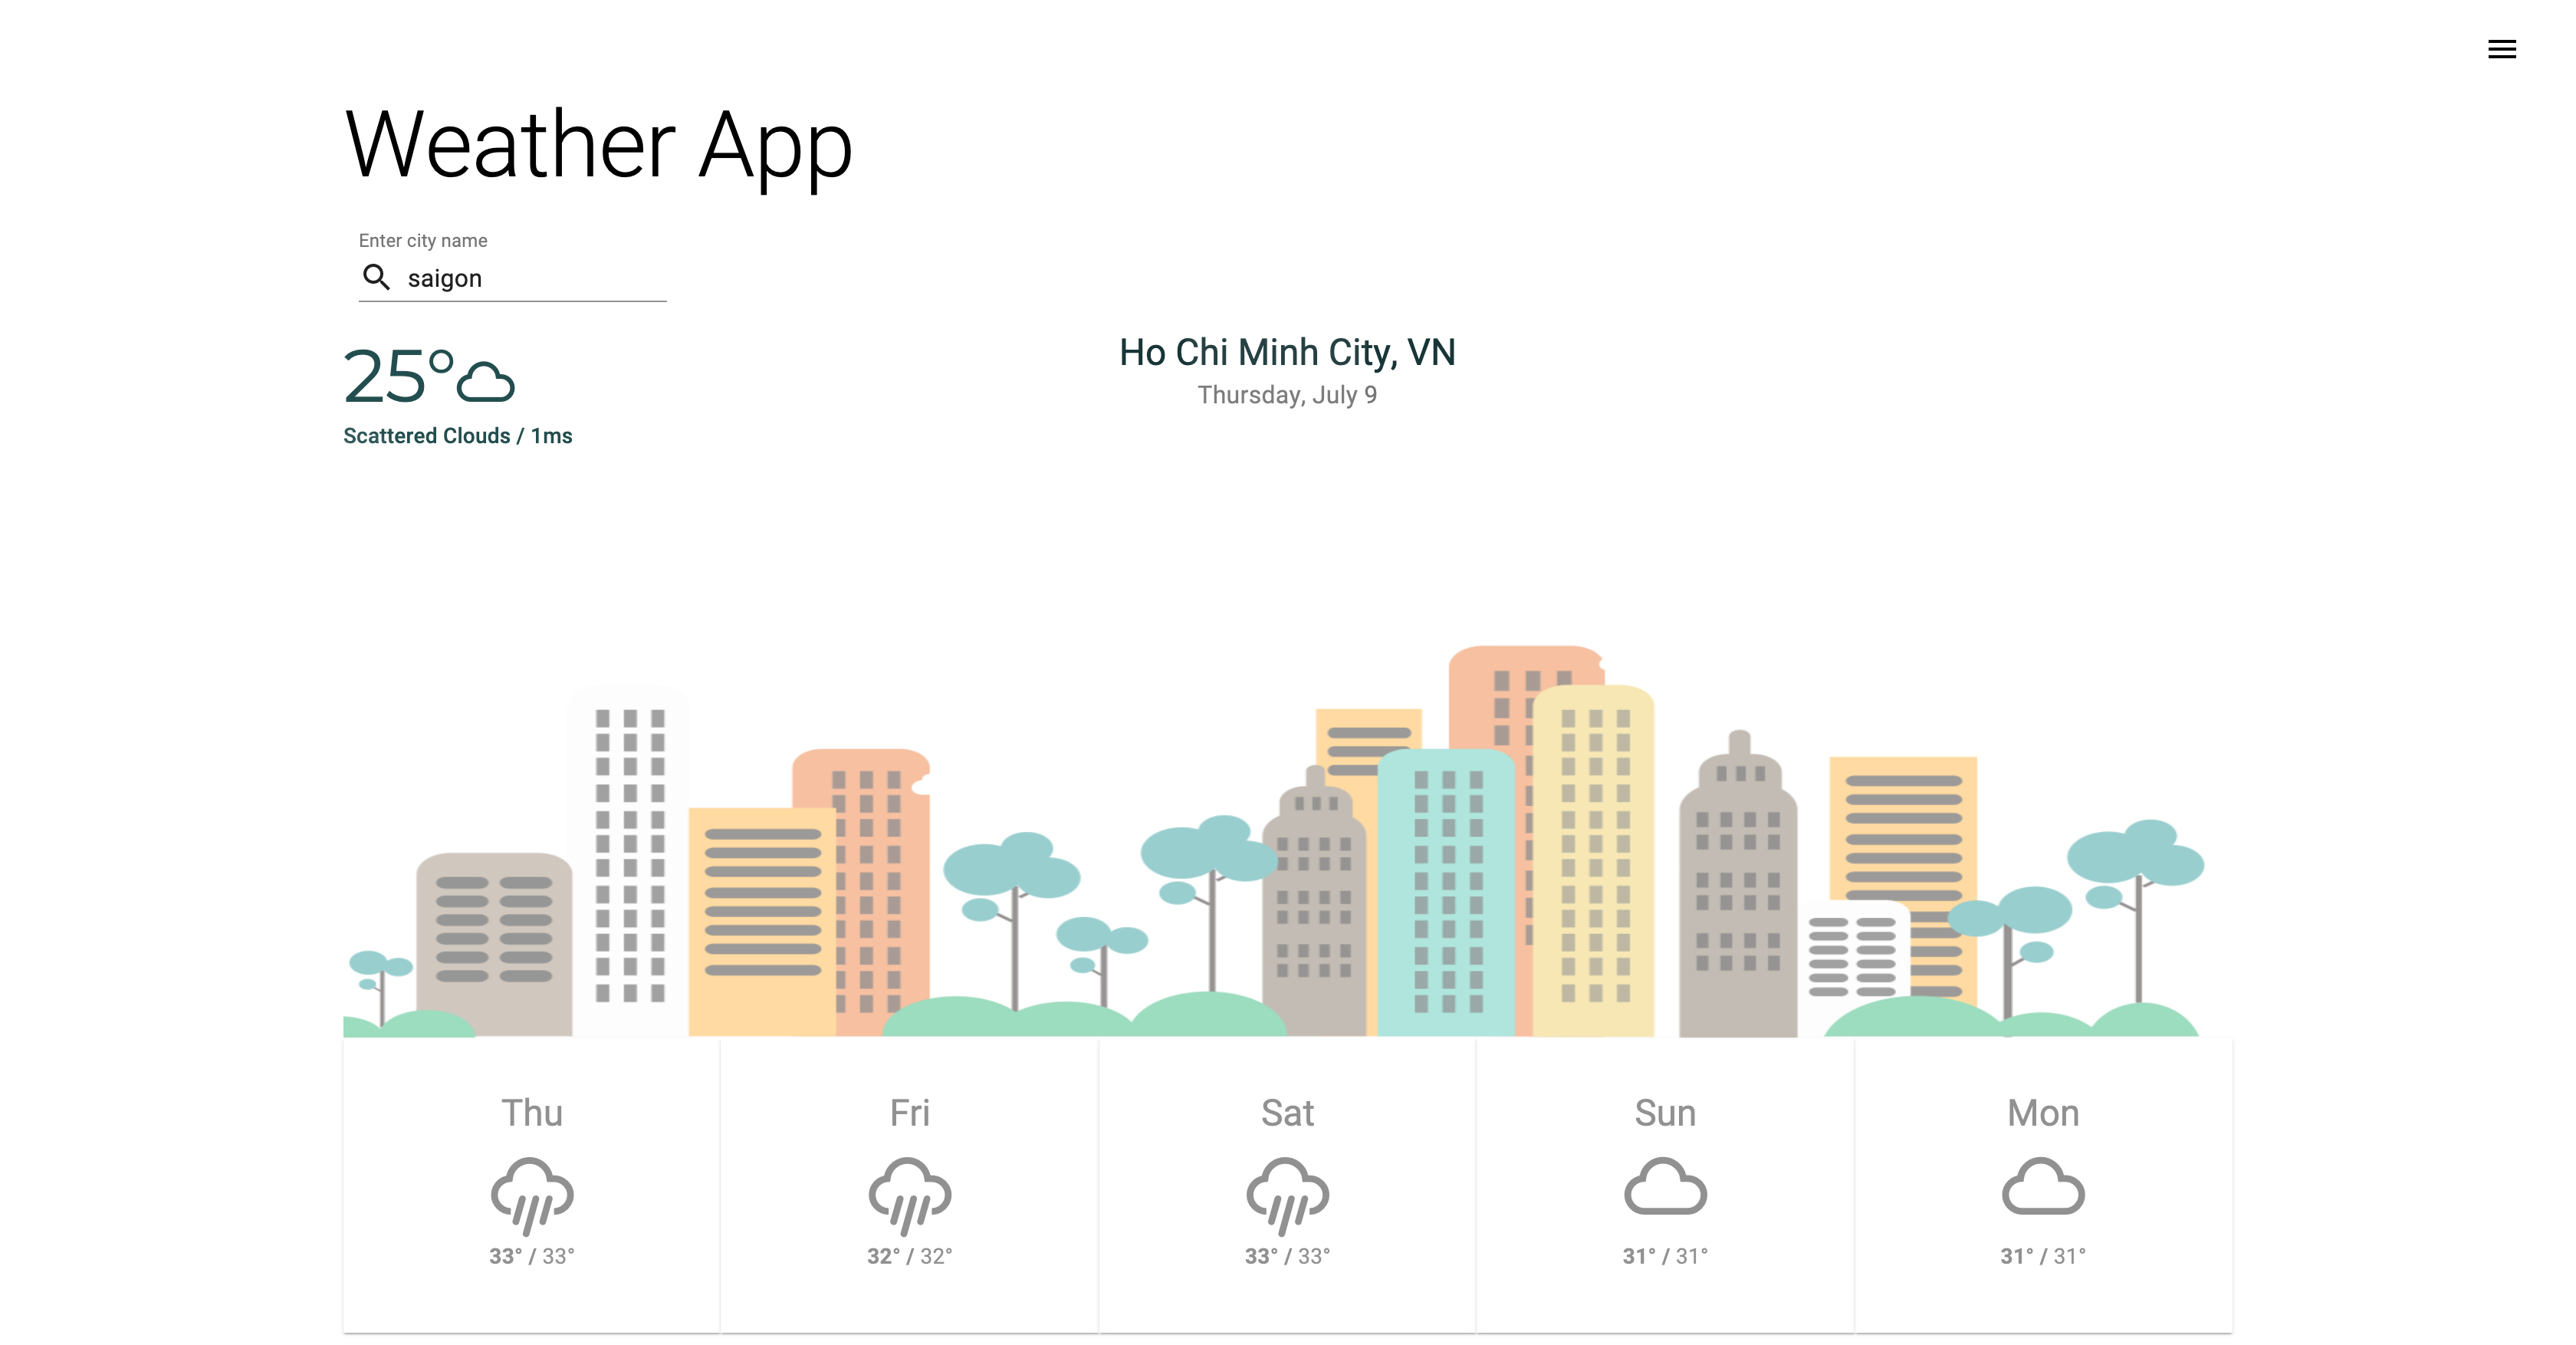 Weather App
Enter city name
saigon
25°
Scattered Clouds / 1ms
Ho Chi Minh City, VN
Thursday, July 9
Thu
33° / 33°
Fri
32° / 32°
Sat
33° / 33°
Sun
31° / 31°
Mon
31° / 31°